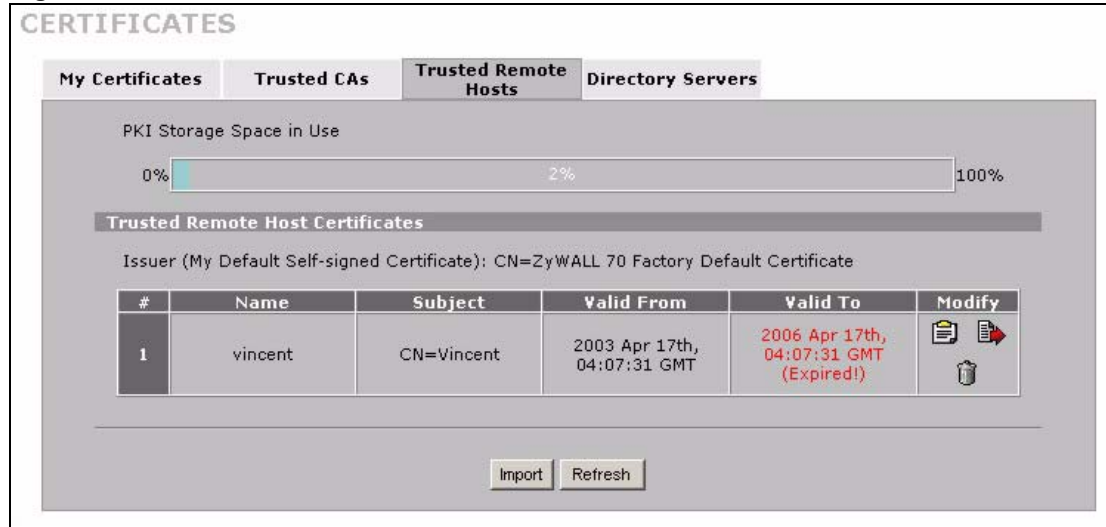 CERTIFICATES
My Certificates
Trusted CAs
Trusted Remote
Hosts
Directory Servers
PKI Storage Space in Use
0%
2%
100%
Trusted Remote Host Certificates
Issuer (My Default Self-signed Certificate): CN=ZyWALL 70 Factory Default Certificate
# Name Subject Valid From Valid To Modify
1 vincent CN=Vincent 2003 Apr 17th, 2006 Apr 17th,
04:07:31 GMT 04:07:31 GMT
(Expired!)
Import Refresh